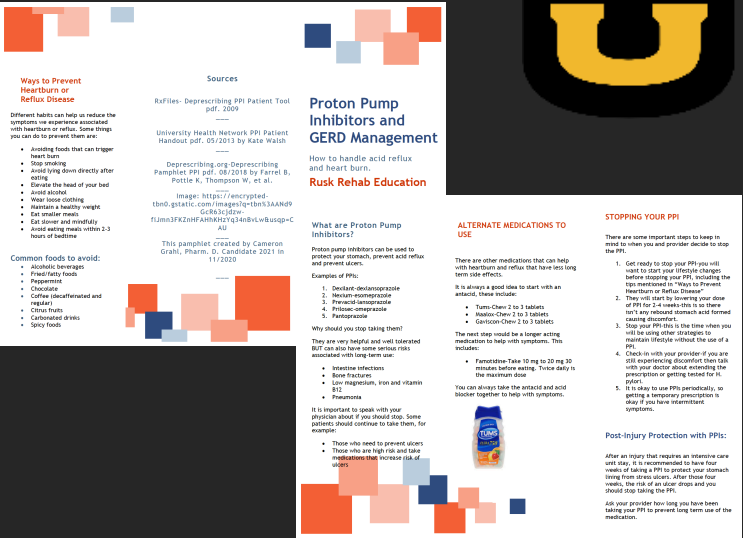 Ways to Prevent
Heartburn or
Reflux Disease
Different habits can help us reduce the
symptoms we experience associated
with heartburn or reflux. Some things
you can do to prevent them are:
Avoiding foods that can trigger
heart burn
Stop smoking
Avoid lying down directly after
eating
Elevate the head of your bed
Avoid alcohol
Wear loose clothing
Maintain a healthy weight
Eat smaller meals
Eat slower and mindfully
Avoid eating meals within 2-3
hours of bedtime
Common foods to avoid:
Alcoholic beverages
Fried/fatty foods
Peppermint
Chocolate
Coffee (decaffeinated and
regular)
Citrus fruits
Carbonated drinks
Spicy foods
Sources
RxFiles- Deprescribing PPI Patient Tool
pdf. 2009
___
University Health Network PPI Patient
Handout pdf. 05/2013 by Kate Walsh
___
Deprescribing.org-Deprescribing
Pamphlet PPI pdf. 08/2018 by Farrel B,
Pottle K, Thompson W, et al.
___
Image: https://encrypted-
tbn0.gstatic.com/images?q=tbn%3AANd9
GcR63cjdzw-
___
This pamphlet created by Cameron
Grahl, Pharm. D. Candidate 2021 in
11/2020
___
Proton Pump
Inhibitors and
GERD Management
How to handle acid reflux
and heart burn.
Rusk Rehab Education
What are Proton Pump
Inhibitors?
Proton pump inhibitors can be used to
protect your stomach, prevent acid reflux
and prevent ulcers.
Examples of PPIs:
1. Dexilant-dexlansoprazole
2. Nexium-esomeprazole
3. Prevacid-lansoprazole
4. Prilosec-omeprazole
5. Pantoprazole
Why should you stop taking them?
They are very helpful and well tolerated
BUT can also have some serious risks
associated with long-term use:
Intestine infections
Bone fractures
Low magnesium, iron and vitamin
B12
Pneumonia
It is important to speak with your
physician about if you should stop. Some
patients should continue to take them, for
example:
Those who need to prevent ulcers
Those who are high risk and take
medications that increase risk of
ulcers
ALTERNATE MEDICATIONS TO
USE
There are other medications that can help
with heartburn and reflux that have less long
term side effects.
It is always a good idea to start with an
antacid, these include:
Tums-Chew 2 to 3 tablets
Maalox-Chew 2 to 3 tablets
Gaviscon-Chew 2 to 3 tablets
The next step would be a longer acting
medication to help with symptoms. This
includes:
Famotidine-Take 10 mg to 20 mg 30
minutes before eating. Twice daily is
the maximum dose
You can always take the antacid and acid
blocker together to help with symptoms.
TUMS
STOPPING YOUR PPI
There are some important steps to keep in
mind to when you and provider decide to stop
the PPI.
1. Get ready to stop your PPI-you will
want to start your lifestyle changes
before stopping your PPI, including the
tips mentioned in "Ways to Prevent
Heartburn or Reflux Disease"
2. They will start by lowering your dose
of PPI for 2-4 weeks-this is so there
isn't any rebound stomach acid formed
causing discomfort.
3. Stop your PPI-this is the time when you
will be using other strategies to
maintain lifestyle without the use of a
PPI.
4. Check-in with your provider-if you are
still experiencing discomfort then talk
with your doctor about extending the
prescription or getting tested for H.
pylori.
5. It is okay to use PPIs periodically, so
getting a temporary prescription is
okay if you have intermittent
symptoms.
Post-Injury Protection with PPIs:
After an injury that requires an intensive care
unit stay, it is recommended to have four
weeks of taking a PPI to protect your stomach
lining from stress ulcers. After those four
weeks, the risk of an ulcer drops and you
should stop taking the PPI.
Ask your provider how long you have been
taking your PPI to prevent long term use of the
medication.